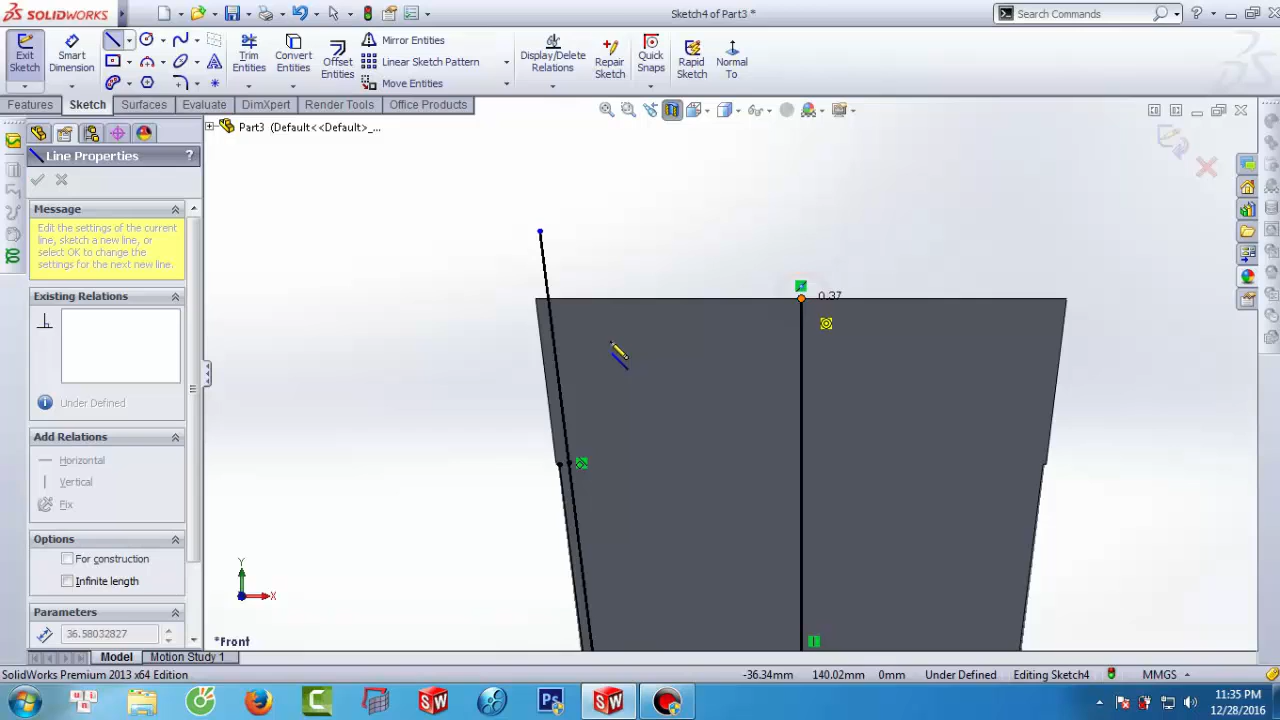 SOLIDWORKS
Sketch4 of Part3 *
Search Commands
Exit Sketch
Smart Dimension
Trim Entities
Convert Entities
Offset Entities
Mirror Entities
Linear Sketch Pattern
Move Entities
Display/Delete Relations
Repair Sketch
Quick Snaps
Rapid Sketch
Normal To
Features
Sketch
Surfaces
Evaluate
DimXpert
Render Tools
Office Products
Part3 (Default<<Default>_...
Line Properties
?
Message
Edit the settings of the current
line, sketch a new line, or
select OK to change the
settings for the next new line.
Existing Relations
Under Defined
Add Relations
Horizontal
Vertical
Fix
Options
For construction
Infinite length
Parameters
36.58032827
0.37
Y
X
*Front
Model
Motion Study 1
SolidWorks Premium 2013 x64 Edition
-36.34mm
140.02mm
0mm
Under Defined
Editing Sketch4
MMGS
11:35 PM
12/28/2016